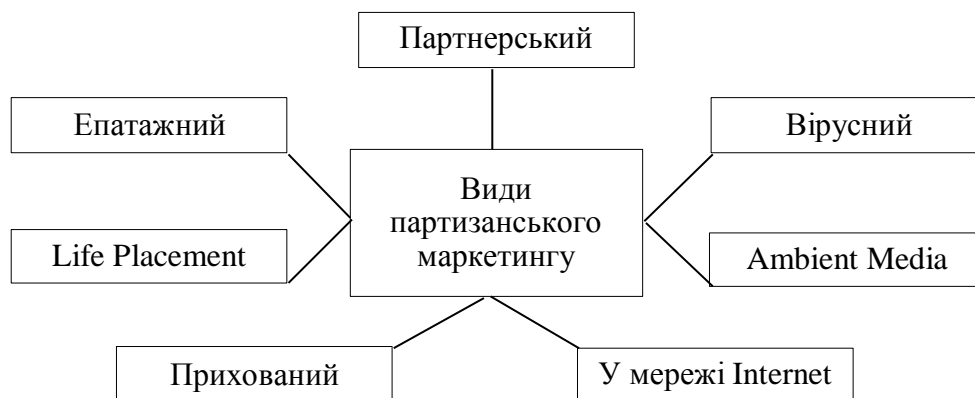 Партнерський
Епатажний
Вірусний
Види
партизанського
маркетингу
Life Placement
Ambient Media
Прихований
У мережі Internet